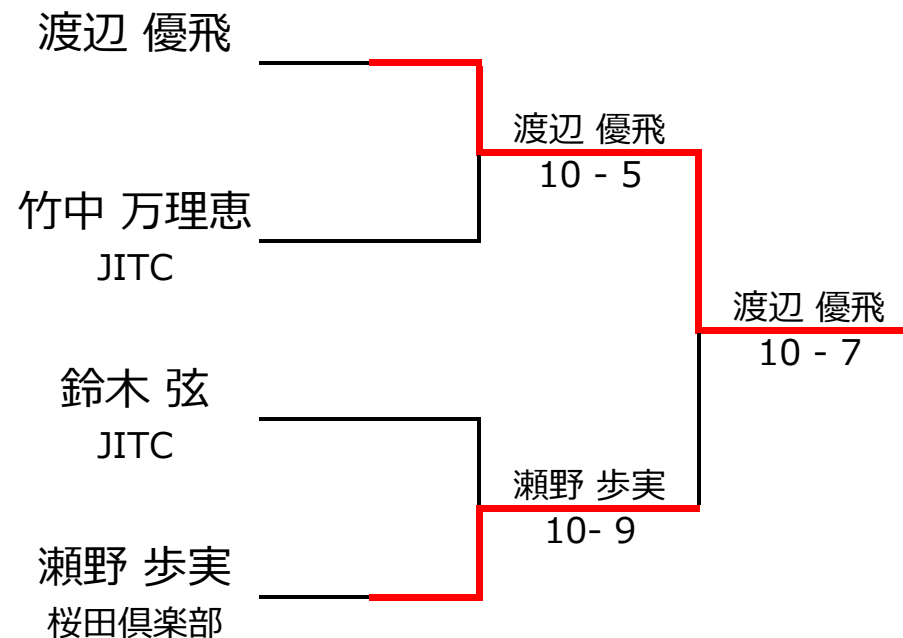 渡辺 優飛
渡辺 優飛
10 - 5
竹中 万理恵
JITC
渡辺 優飛
10 - 7
鈴木 弦
JITC
瀬野 歩実
10- 9
瀬野 歩実
桜田倶楽部